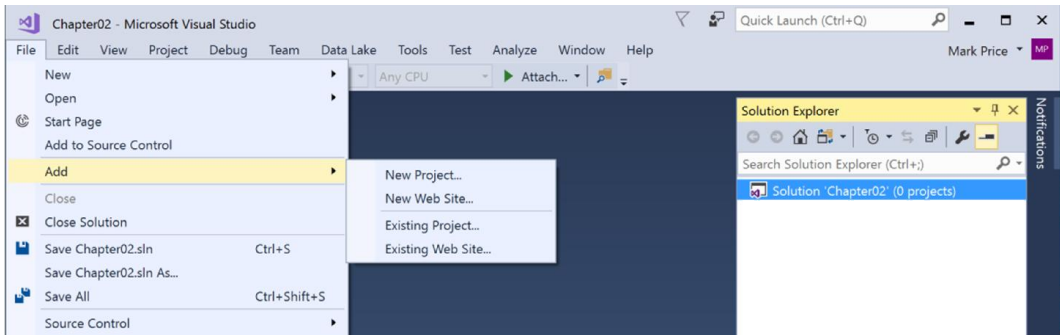 Chapter02 - Microsoft Visual Studio
Quick Launch (Ctrl+Q)
File Edit View Project Debug Team Data Lake Tools Test Analyze Window Help
Mark Price MP
Any CPU Attach...
New
Open
Start Page
Add to Source Control
Add
Close
Close Solution
Save Chapter02.sln Ctrl+S
Save Chapter02.sln As...
Save All Ctrl+Shift+S
Source Control
New Project...
New Web Site...
Existing Project...
Existing Web Site...
Solution Explorer
Search Solution Explorer (Ctrl+;)
Solution 'Chapter02' (0 projects)
Notifications